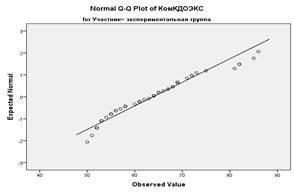 Normal Q-Q Plot of КомКДОЭКС
for Участник= экспериментальная группа
Expected Normal
3
2
1
0
-1
-2
-3
40 50 60 70 80 90
Observed Value